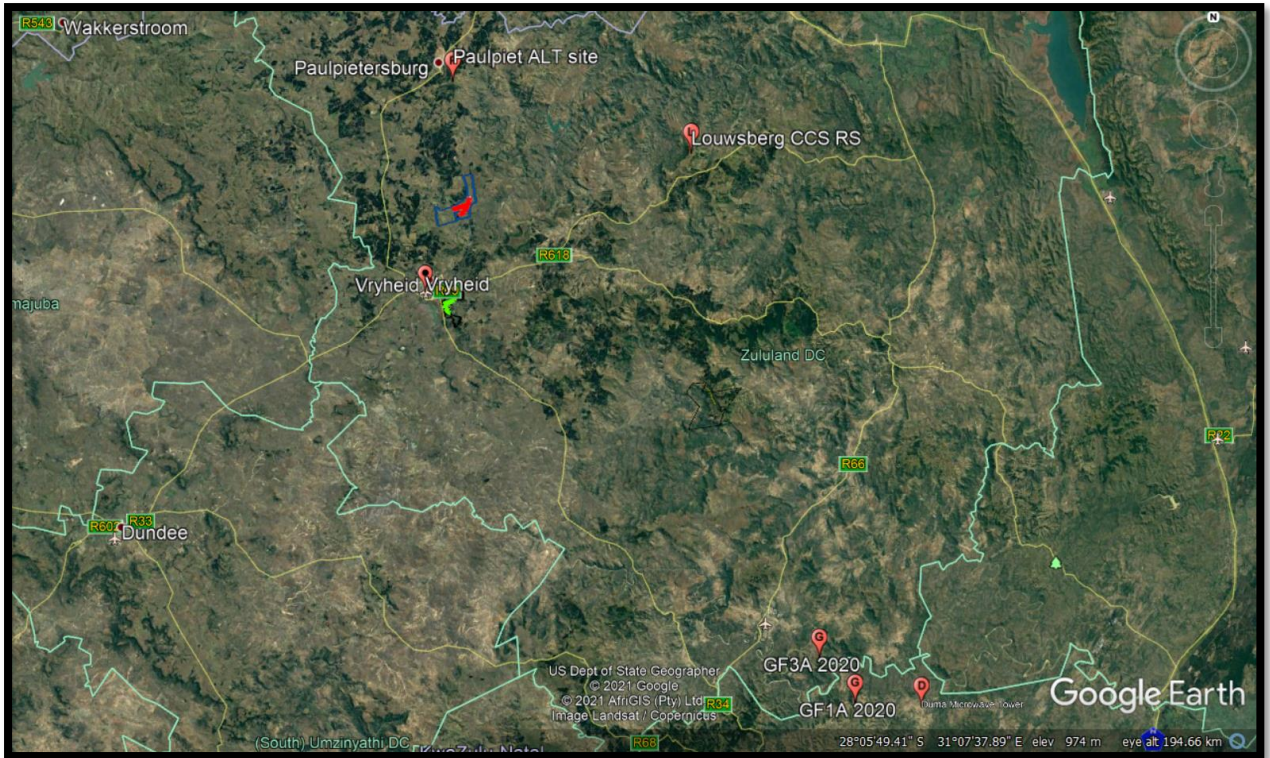 R543
Wakkerstroom
N
Paulpietersburg
Paulpiet ALT site
L
Louwsberg CCS RS
R618
Vryheid
Vryheid
majuba
Zululand DC
R22
R66
R33
Dundee
G
GF3A 2020
G
GF1A 2020
D
Duma Microwave Tower
US Dept of State Geographer
© 2021 Google
© 2021 AfriGIS (Pty) Ltd
Image Landsat / Copernicus
R34
Google Earth
(South) Umzinyathi DC
R68
28°05'49.41" S 31°07'37.89" E elev 974 m eye alt 194.66 km